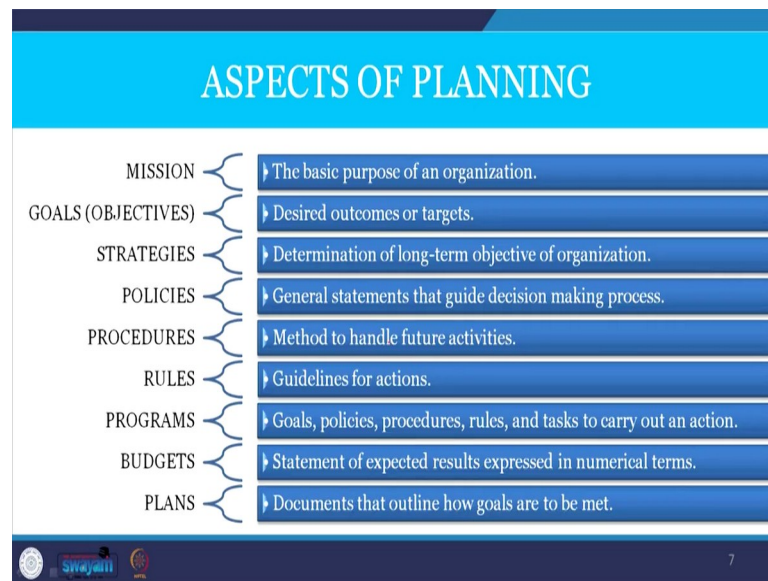 ASPECTS OF PLANNING
MISSION
The basic purpose of an organization.
GOALS (OBJECTIVES)
Desired outcomes or targets.
STRATEGIES
Determination of long-term objective of organization.
POLICIES
General statements that guide decision making process.
PROCEDURES
Method to handle future activities.
RULES
Guidelines for actions.
PROGRAMS
Goals, policies, procedures, rules, and tasks to carry out an action.
BUDGETS
Statement of expected results expressed in numerical terms.
PLANS
Documents that outline how goals are to be met.
swayam
7